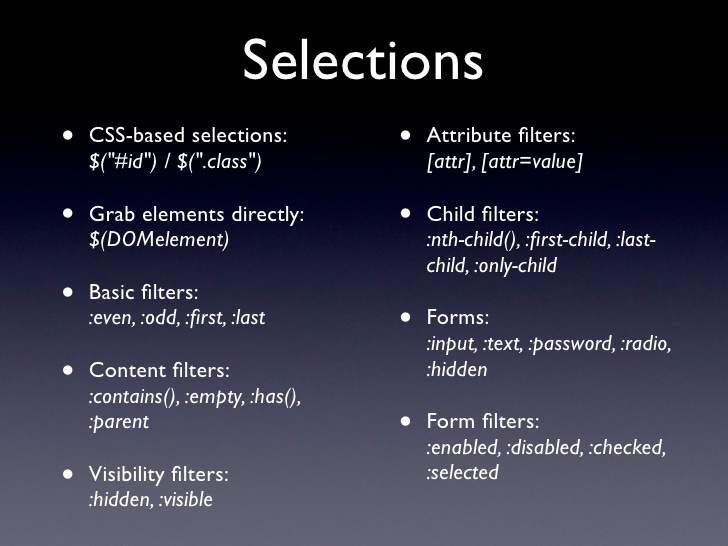 Selections
• CSS-based selections:
$("#id") / $(".class")
• Grab elements directly:
$(DOMelement)
• Basic filters:
:even, :odd, :first, :last
• Content filters:
:contains(), :empty, :has(),
:parent
• Visibility filters:
:hidden, :visible
• Attribute filters:
[attr], [attr=value]
• Child filters:
:nth-child(), :first-child, :last-
child, :only-child
• Forms:
:input, :text, :password, :radio,
:hidden
• Form filters:
:enabled, :disabled, :checked,
:selected